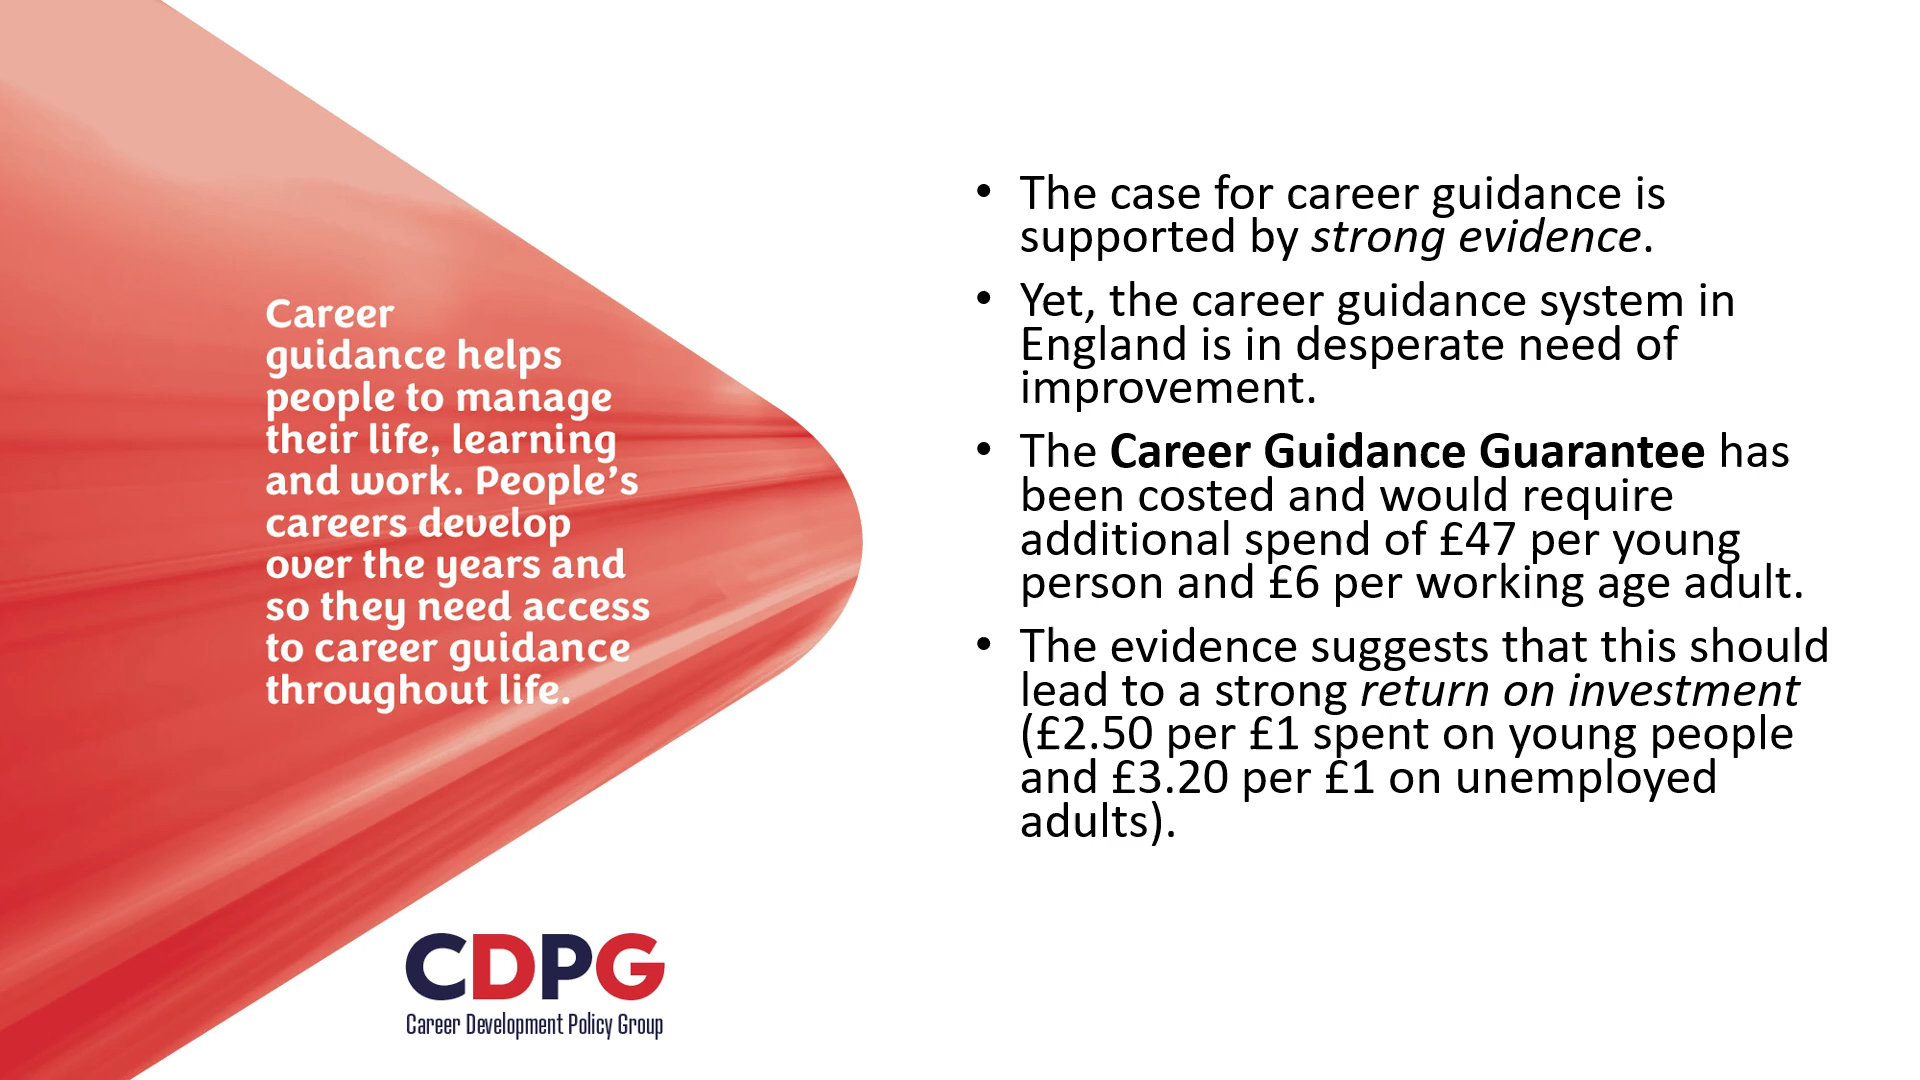 Career
guidance helps
people to manage
their life, learning
and work. People’s
careers develop
over the years and
so they need access
to career guidance
throughout life.
CDPG
Career Development Policy Group
• The case for career guidance is
supported by strong evidence.
• Yet, the career guidance system in
England is in desperate need of
improvement.
• The Career Guidance Guarantee has
been costed and would require
additional spend of £47 per young
person and £6 per working age adult.
• The evidence suggests that this should
lead to a strong return on investment
(£2.50 per £1 spent on young people
and £3.20 per £1 on unemployed
adults).